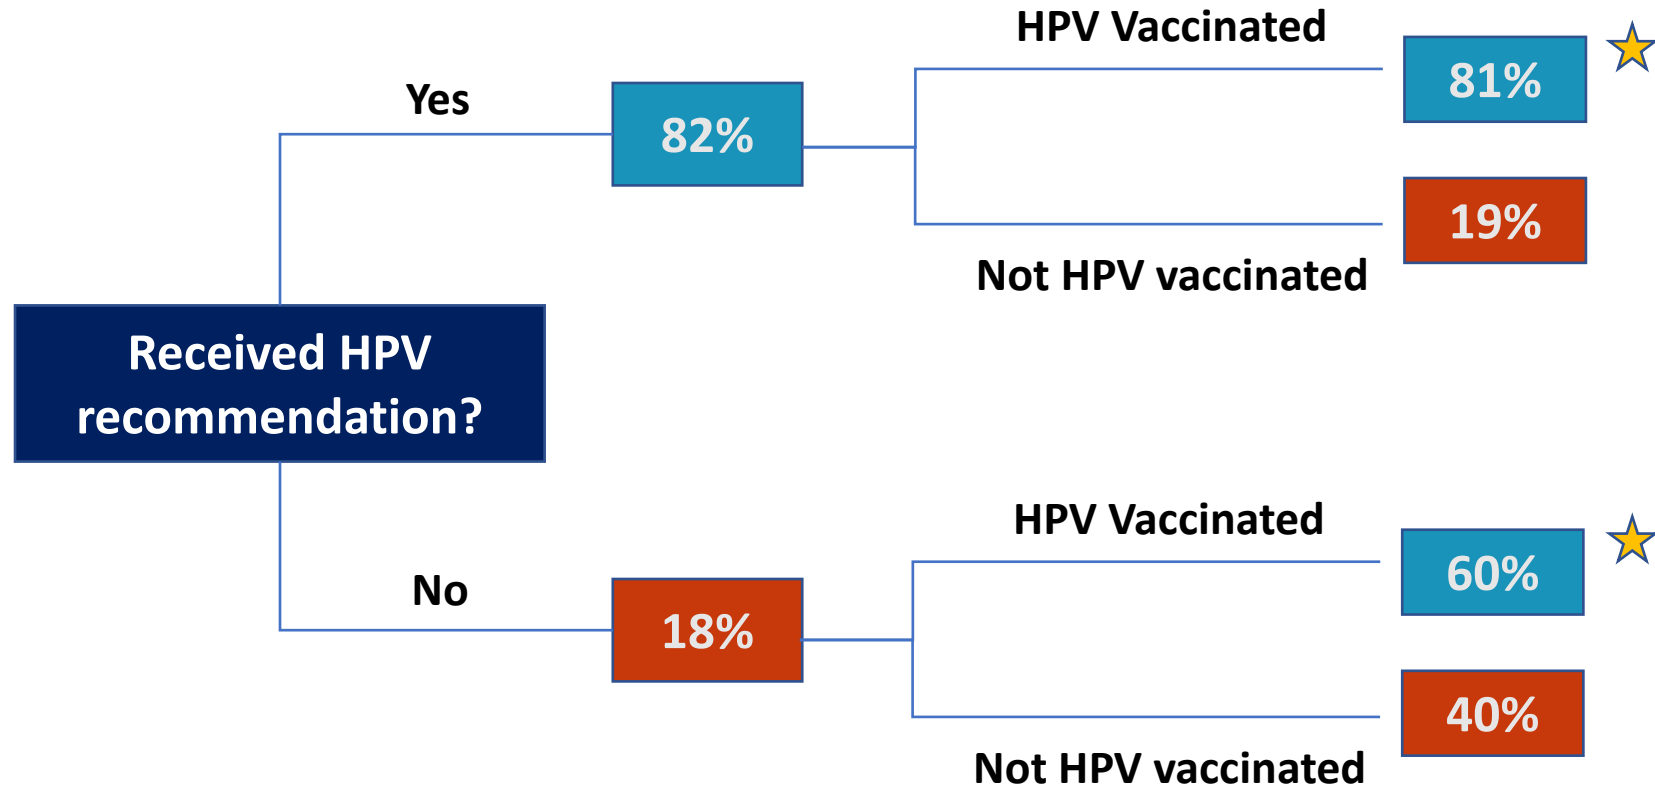 HPV Vaccinated
81%
Yes
82%
19%
Not HPV vaccinated
Received HPV
recommendation?
HPV Vaccinated
60%
No
18%
40%
Not HPV vaccinated